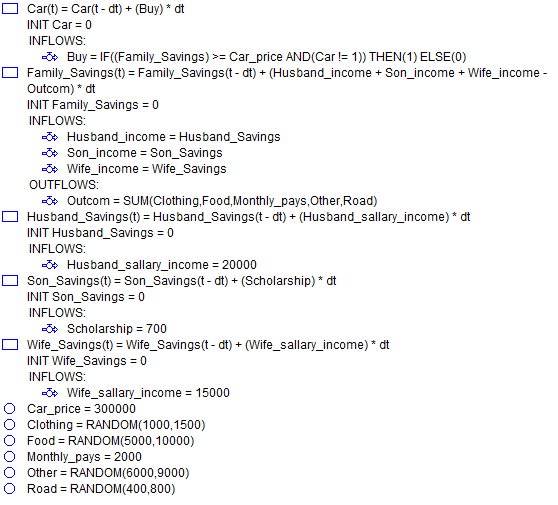 Car(t) = Car(t - dt) + (Buy) * dt
INIT Car = 0
INFLOWS:
Buy = IF((Family_Savings) >= Car_price AND(Car != 1)) THEN(1) ELSE(0)
Family_Savings(t) = Family_Savings(t - dt) + (Husband_income + Son_income + Wife_income -
Outcom) * dt
INIT Family_Savings = 0
INFLOWS:
Husband_income = Husband_Savings
Son_income = Son_Savings
Wife_income = Wife_Savings
OUTFLOWS:
Outcom = SUM(Clothing,Food,Monthly_pays,Other,Road)
Husband_Savings(t) = Husband_Savings(t - dt) + (Husband_sallary_income) * dt
INIT Husband_Savings = 0
INFLOWS:
Husband_sallary_income = 20000
Son_Savings(t) = Son_Savings(t - dt) + (Scholarship) * dt
INIT Son_Savings = 0
INFLOWS:
Scholarship = 700
Wife_Savings(t) = Wife_Savings(t - dt) + (Wife_sallary_income) * dt
INIT Wife_Savings = 0
INFLOWS:
Wife_sallary_income = 15000
Car_price = 300000
Clothing = RANDOM(1000,1500)
Food = RANDOM(5000,10000)
Monthly_pays = 2000
Other = RANDOM(6000,9000)
Road = RANDOM(400,800)